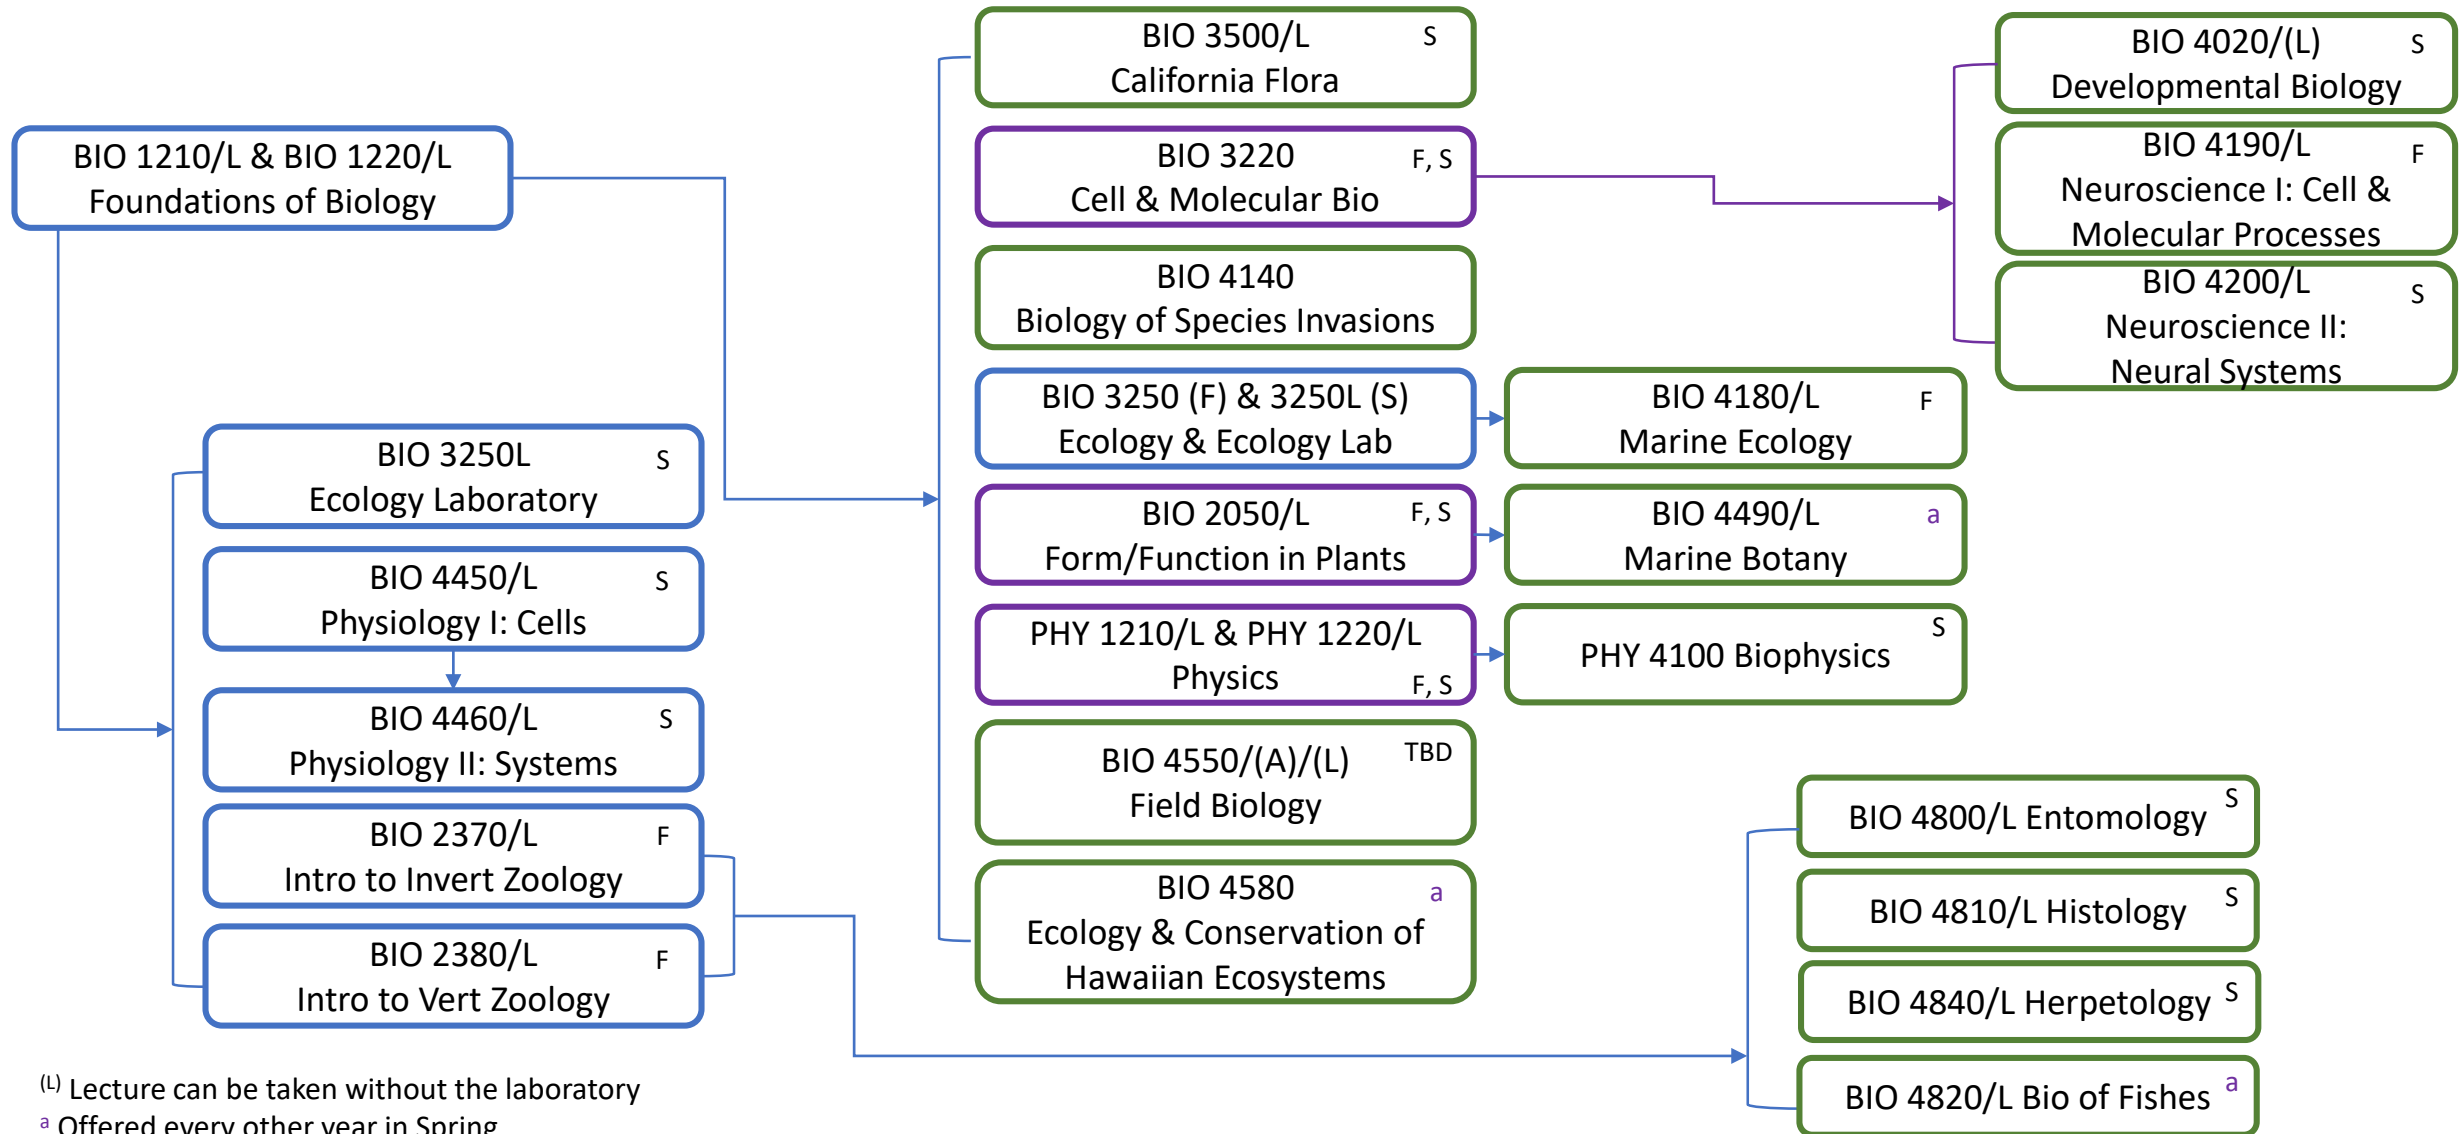 BIO 1210/L & BIO 1220/L
Foundations of Biology
BIO 3250L S
Ecology Laboratory
BIO 4450/L S
Physiology I: Cells
BIO 4460/L S
Physiology II: Systems
BIO 2370/L F
Intro to Invert Zoology
BIO 2380/L F
Intro to Vert Zoology
BIO 3500/L S
California Flora
BIO 3220 F, S
Cell & Molecular Bio
BIO 4140
Biology of Species Invasions
BIO 3250 (F) & 3250L (S)
Ecology & Ecology Lab
BIO 2050/L F, S
Form/Function in Plants
PHY 1210/L & PHY 1220/L
Physics F, S
BIO 4550/(A)/(L) TBD
Field Biology
BIO 4580 a
Ecology & Conservation of
Hawaiian Ecosystems
BIO 4180/L F
Marine Ecology
BIO 4490/L a
Marine Botany
PHY 4100 Biophysics S
BIO 4020/(L) S
Developmental Biology
BIO 4190/L F
Neuroscience I: Cell &
Molecular Processes
BIO 4200/L S
Neuroscience II:
Neural Systems
BIO 4800/L Entomology S
BIO 4810/L Histology S
BIO 4840/L Herpetology S
BIO 4820/L Bio of Fishes a
(L) Lecture can be taken without the laboratory
a Offered every other year in Spring